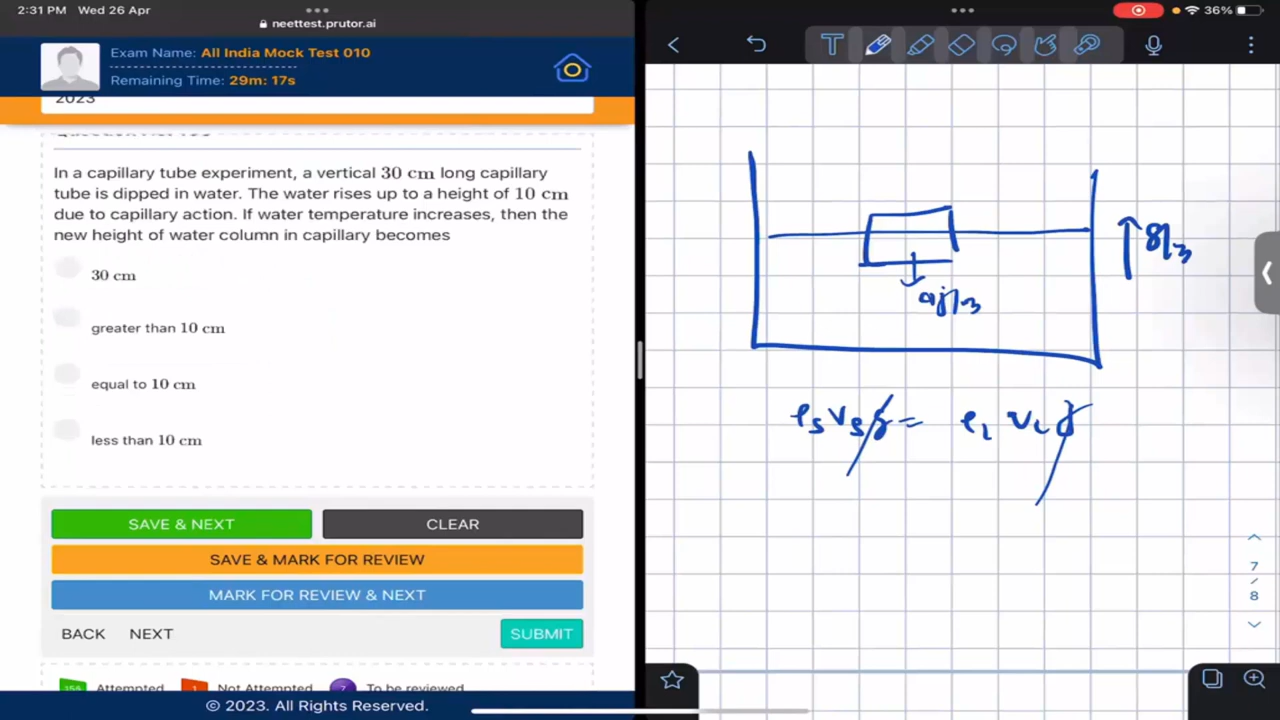 2:31 PM Wed 26 Apr
neettest.prutor.ai
36%
Exam Name: All India Mock Test 010
Remaining Time: 29m: 17s
2023
In a capillary tube experiment, a vertical 30 cm long capillary
tube is dipped in water. The water rises up to a height of 10 cm
due to capillary action. If water temperature increases, then the
new height of water column in capillary becomes
30 cm
greater than 10 cm
equal to 10 cm
less than 10 cm
SAVE & NEXT
CLEAR
SAVE & MARK FOR REVIEW
MARK FOR REVIEW & NEXT
BACK
NEXT
SUBMIT
Attempted
Not Attempted
7
To be reviewed
© 2023. All Rights Reserved.
T
7
/
8